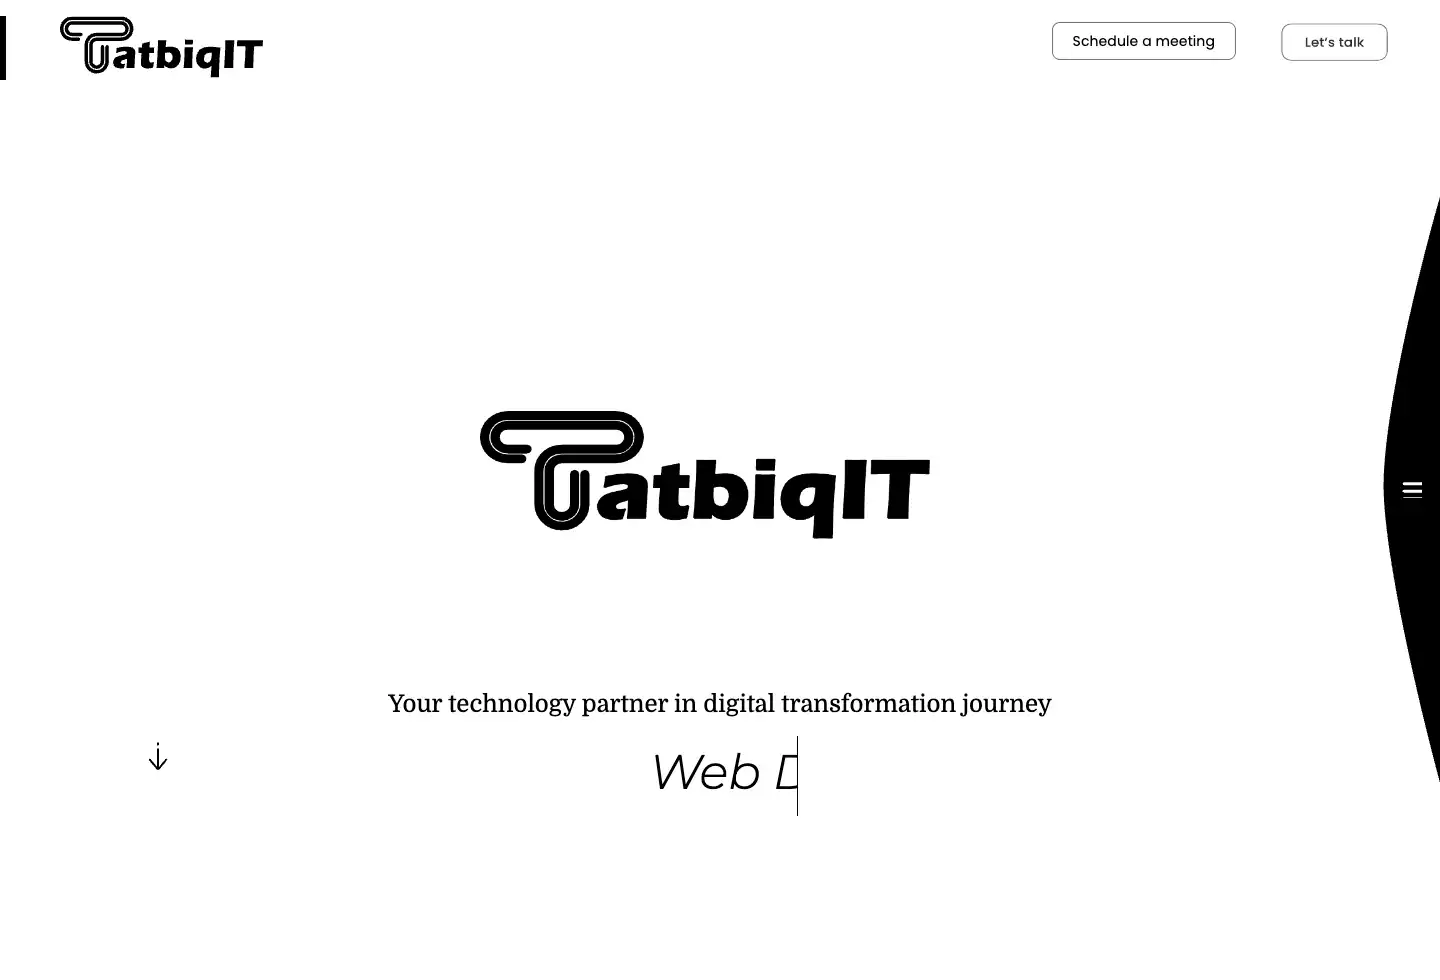 TatbiqIT
Schedule a meeting
Let's talk
TatbiqIT
Your technology partner in digital transformation journey
Web